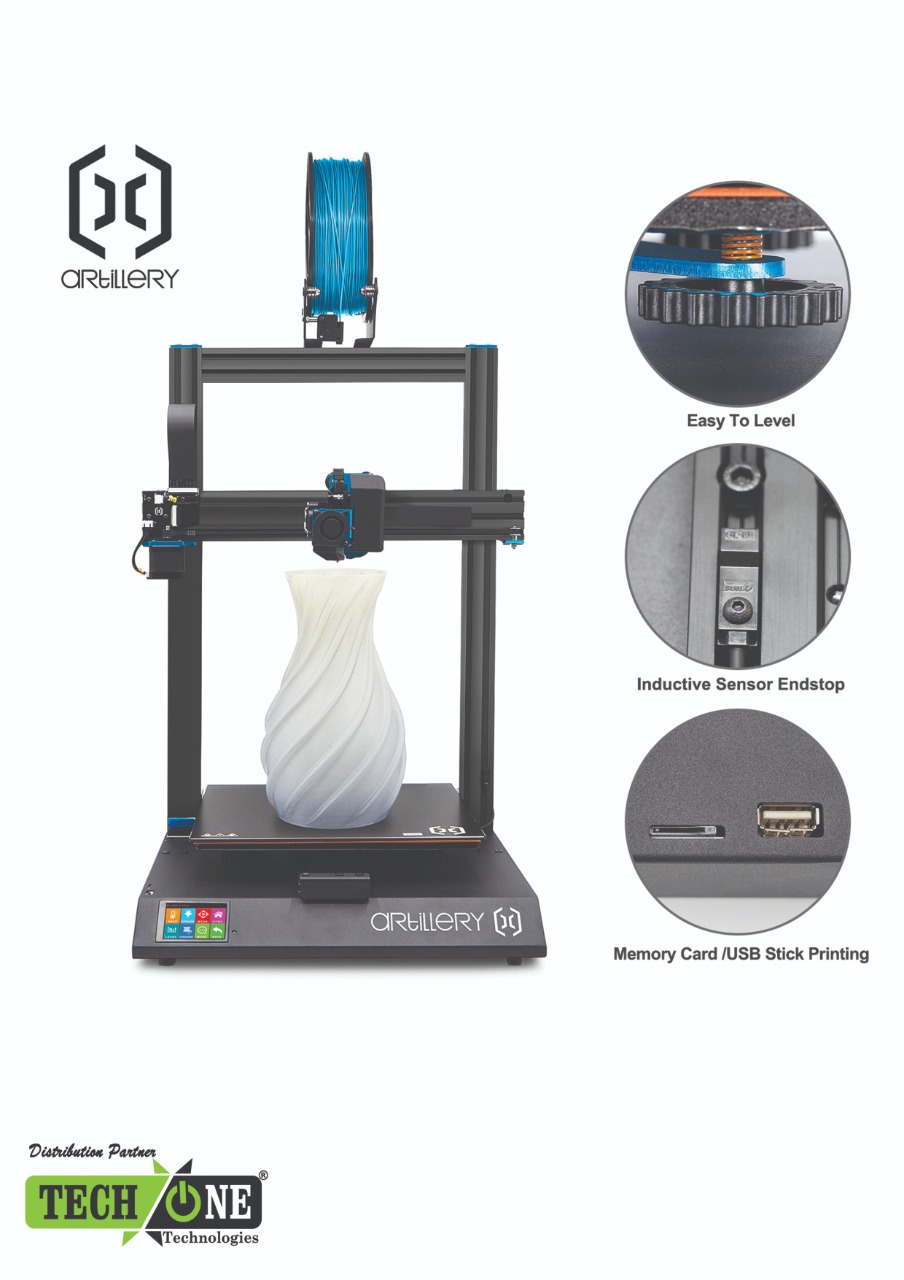 ARtiLLERY
Easy To Level
Inductive Sensor Endstop
Memory Card /USB Stick Printing
ARtiLLERY
Distribution Partner
TECH ONE®
Technologies